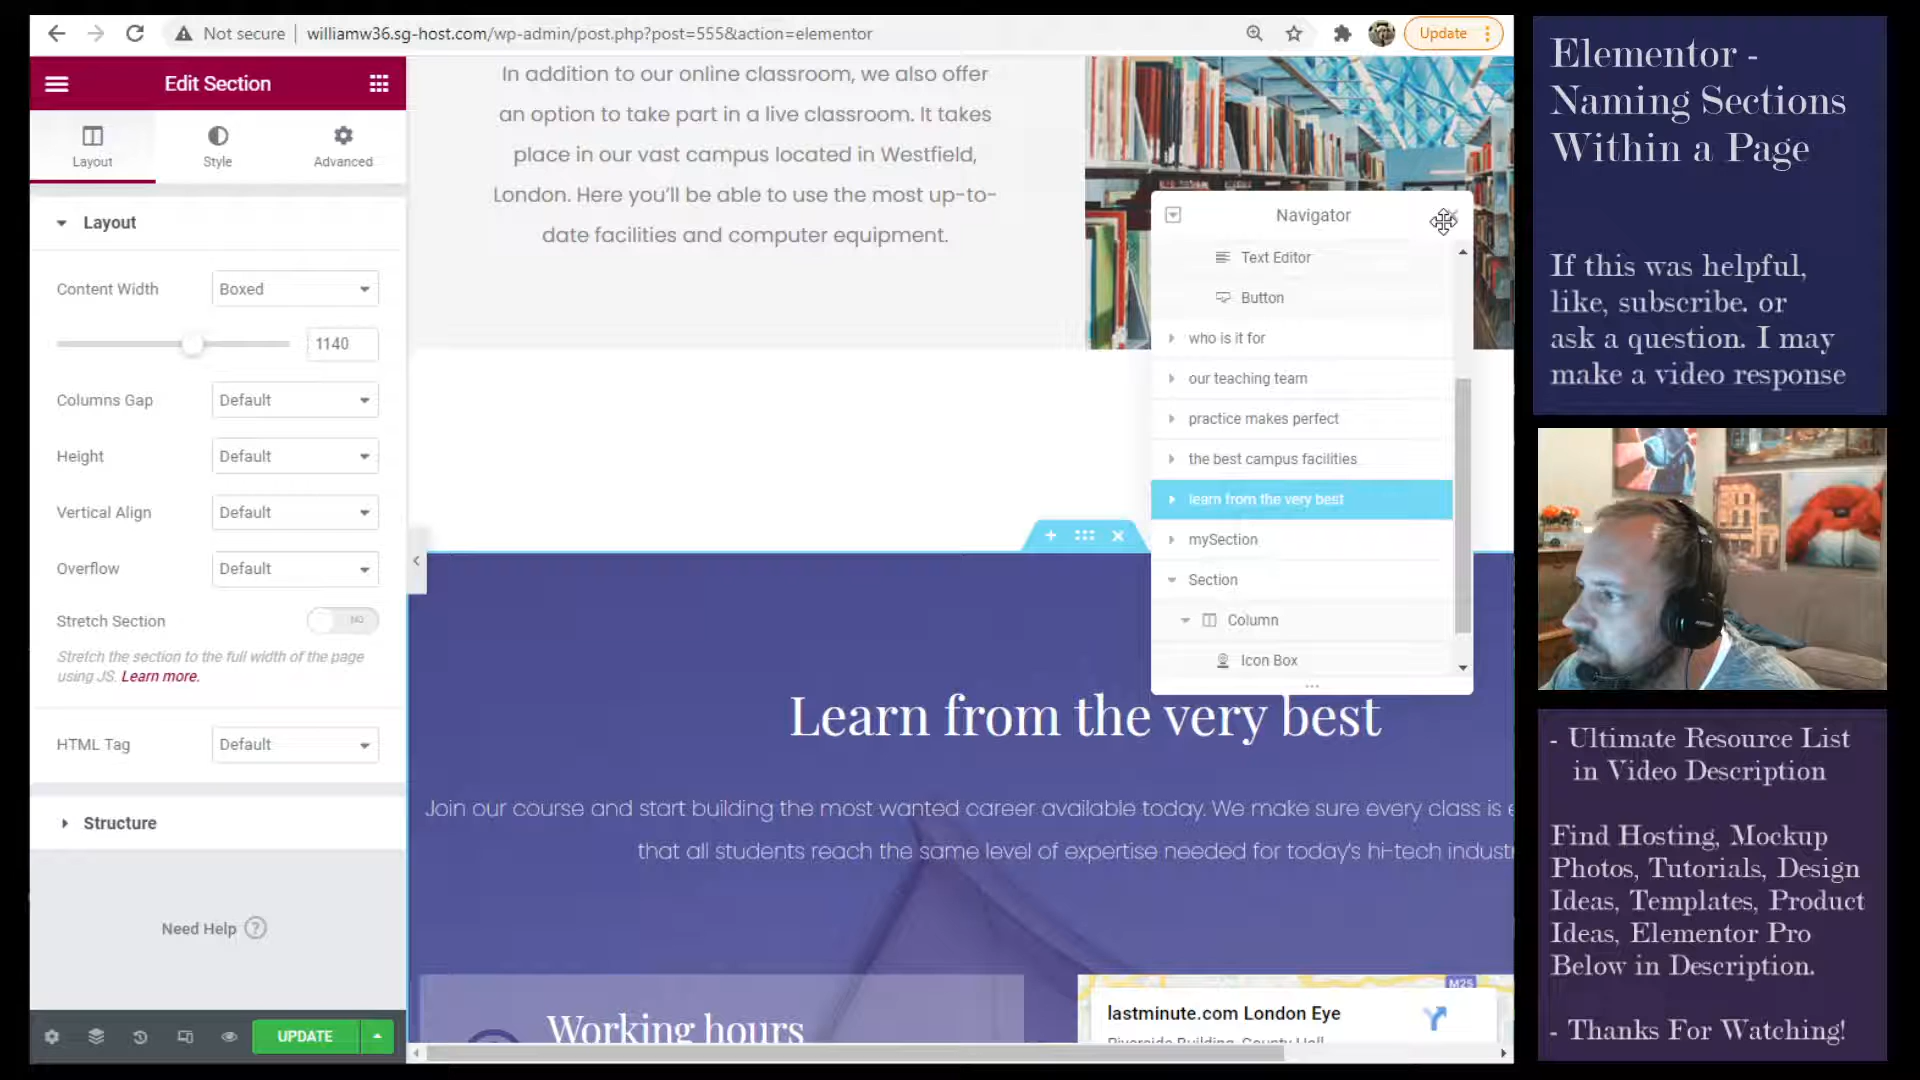 Not secure
williamw36.sg-host.com/wp-admin/post.php?post=555&action=elementor
Update
Edit Section
Layout
Style
Advanced
Layout
Content Width
Boxed
1140
Columns Gap
Default
Height
Default
Vertical Align
Default
Overflow
Default
Stretch Section
NO
Stretch the section to the full width of the page
using JS. Learn more.
HTML Tag
Default
Structure
Need Help
UPDATE
In addition to our online classroom, we also offer
an option to take part in a live classroom. It takes
place in our vast campus located in Westfield,
London. Here you'll be able to use the most up-to-
date facilities and computer equipment.
Navigator
Text Editor
Button
who is it for
our teaching team
practice makes perfect
the best campus facilities
learn from the very best
mySection
Section
Column
Icon Box
Learn from the very best
Join our course and start building the most wanted career available today. We make sure every class is
that all students reach the same level of expertise needed for today's hi-tech
Working hours
M25
lastminute.com London Eye
Riverside Building, County Hall
Elementor -
Naming Sections
Within a Page
If this was helpful,
like, subscribe. or
ask a question. I may
make a video response
- Ultimate Resource List
in Video Description
Find Hosting, Mockup
Photos, Tutorials, Design
Ideas, Templates, Product
Ideas, Elementor Pro
Below in Description.
- Thanks For Watching!